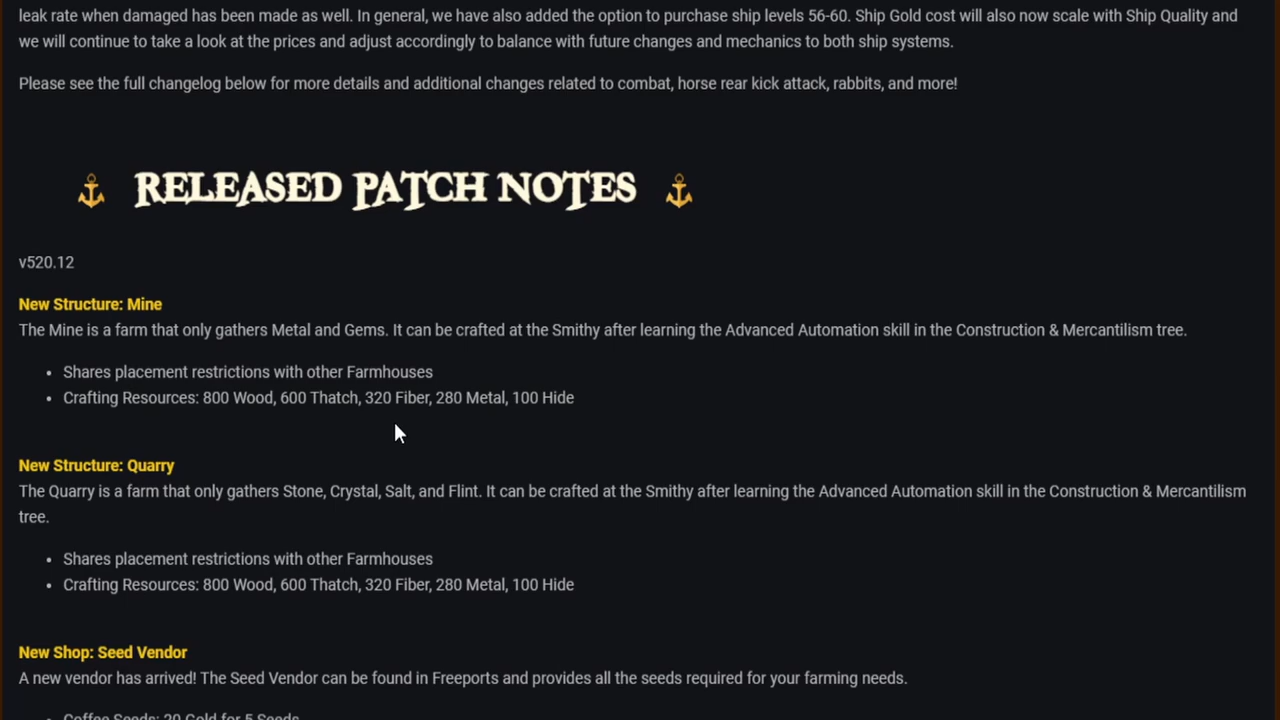 leak rate when damaged has been made as well. In general, we have also added the option to purchase ship levels 56-60. Ship Gold cost will also now scale with Ship Quality and
we will continue to take a look at the prices and adjust accordingly to balance with future changes and mechanics to both ship systems.
Please see the full changelog below for more details and additional changes related to combat, horse rear kick attack, rabbits, and more!
RELEASED PATCH NOTES
v520.12
New Structure: Mine
The Mine is a farm that only gathers Metal and Gems. It can be crafted at the Smithy after learning the Advanced Automation skill in the Construction & Mercantilism tree.
• Shares placement restrictions with other Farmhouses
• Crafting Resources: 800 Wood, 600 Thatch, 320 Fiber, 280 Metal, 100 Hide
New Structure: Quarry
The Quarry is a farm that only gathers Stone, Crystal, Salt, and Flint. It can be crafted at the Smithy after learning the Advanced Automation skill in the Construction & Mercantilism
tree.
• Shares placement restrictions with other Farmhouses
• Crafting Resources: 800 Wood, 600 Thatch, 320 Fiber, 280 Metal, 100 Hide
New Shop: Seed Vendor
A new vendor has arrived! The Seed Vendor can be found in Freeports and provides all the seeds required for your farming needs.
• Coffee Seeds: 20 Gold for 5 Seeds